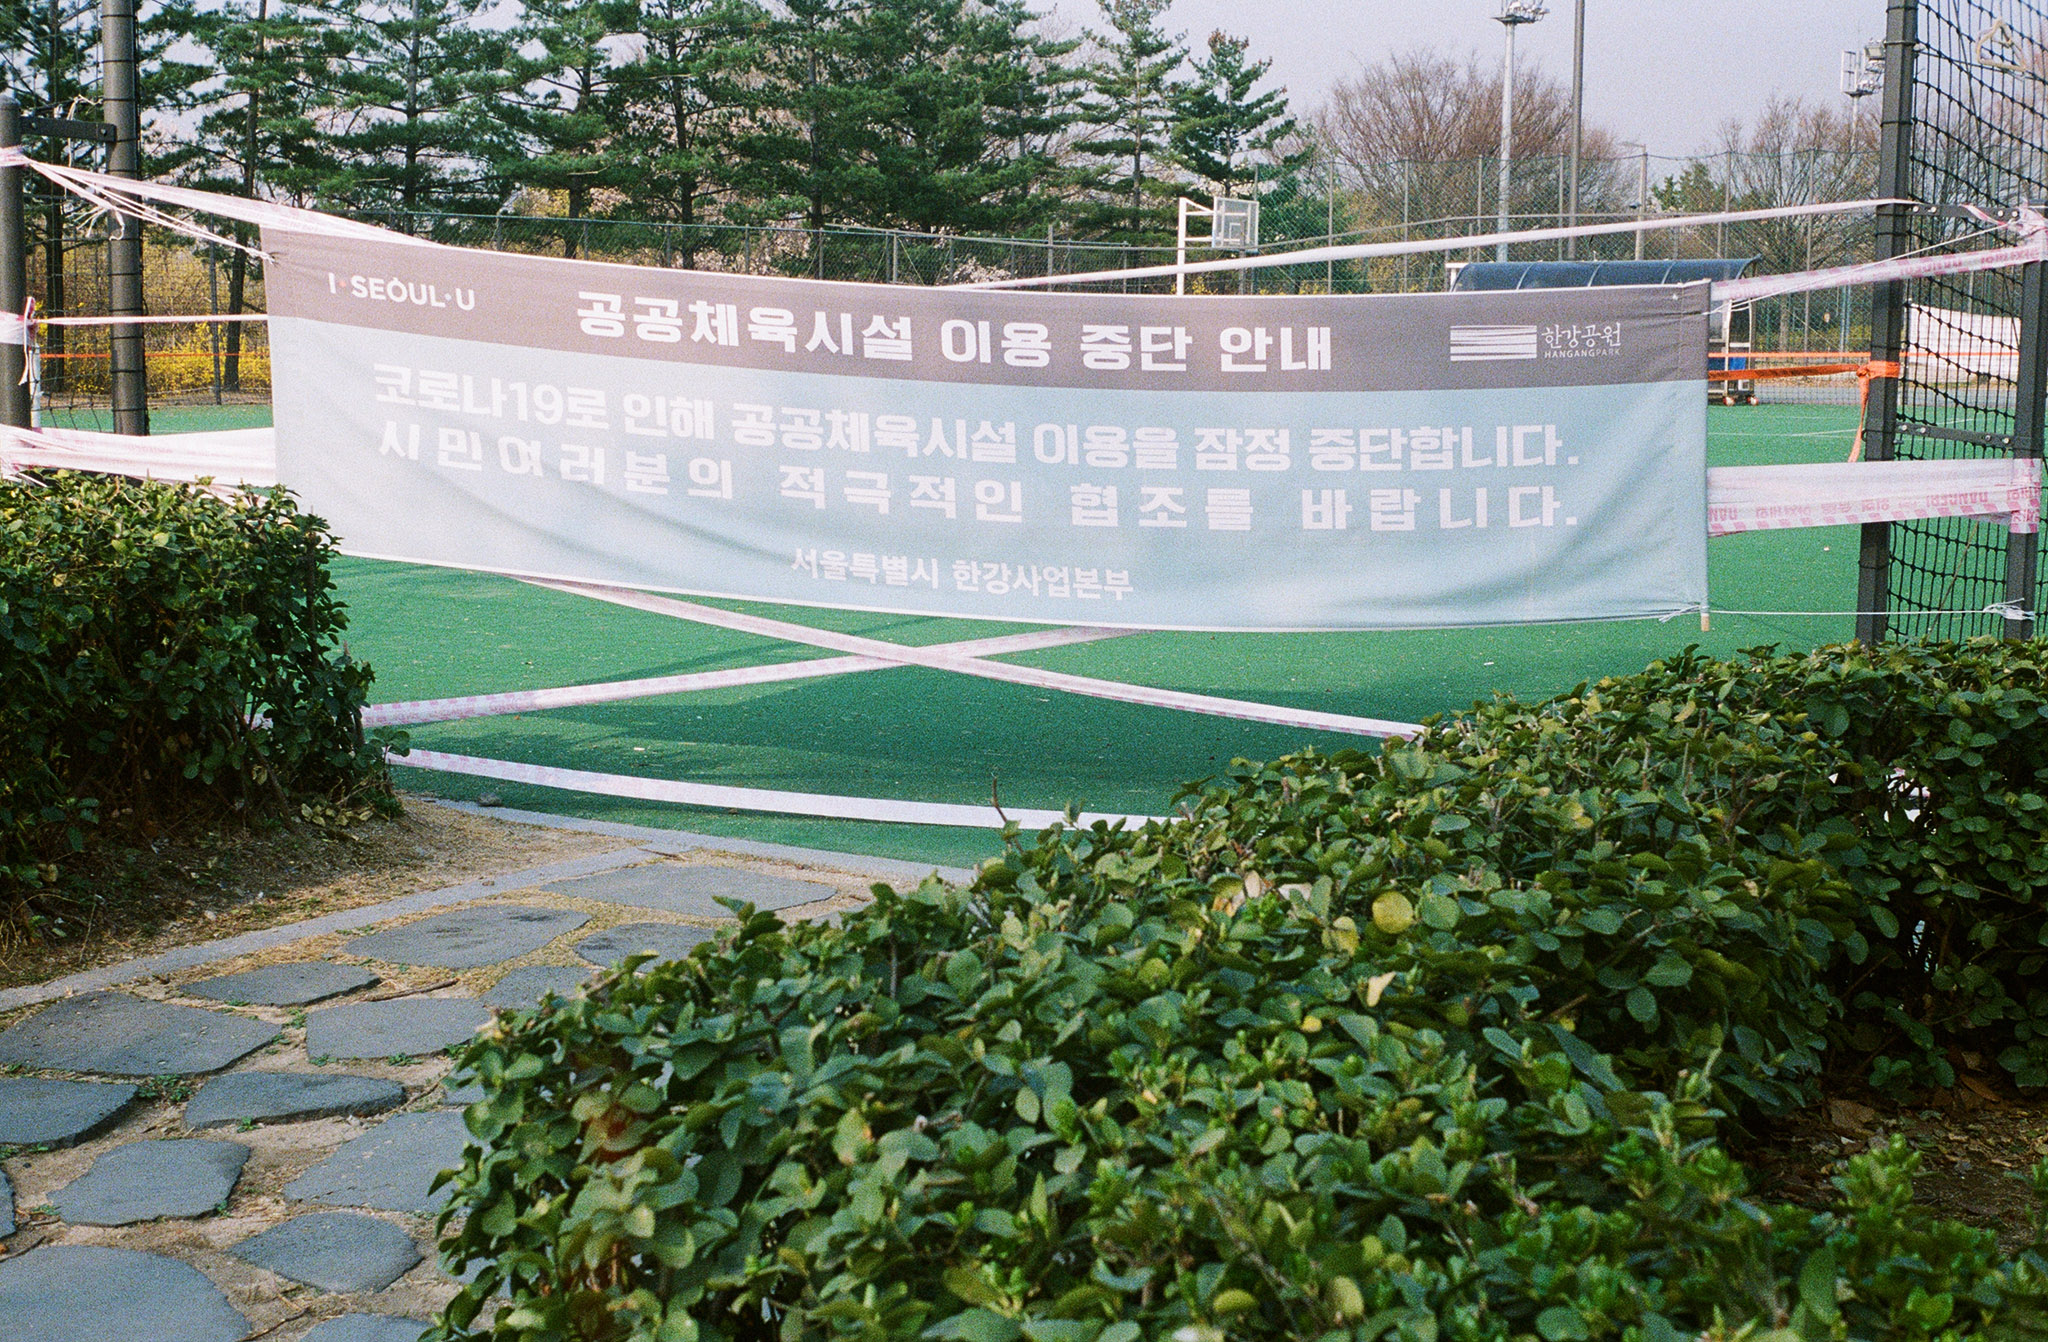 I·SEOUL·U
공공체육시설 이용 중단 안내
한강공원
HANGANGPARK
코로나19로 인해 공공체육시설 이용을 잠정 중단합니다.
시민여러분의 적극적인 협조를 바랍니다.
서울특별시 한강사업본부